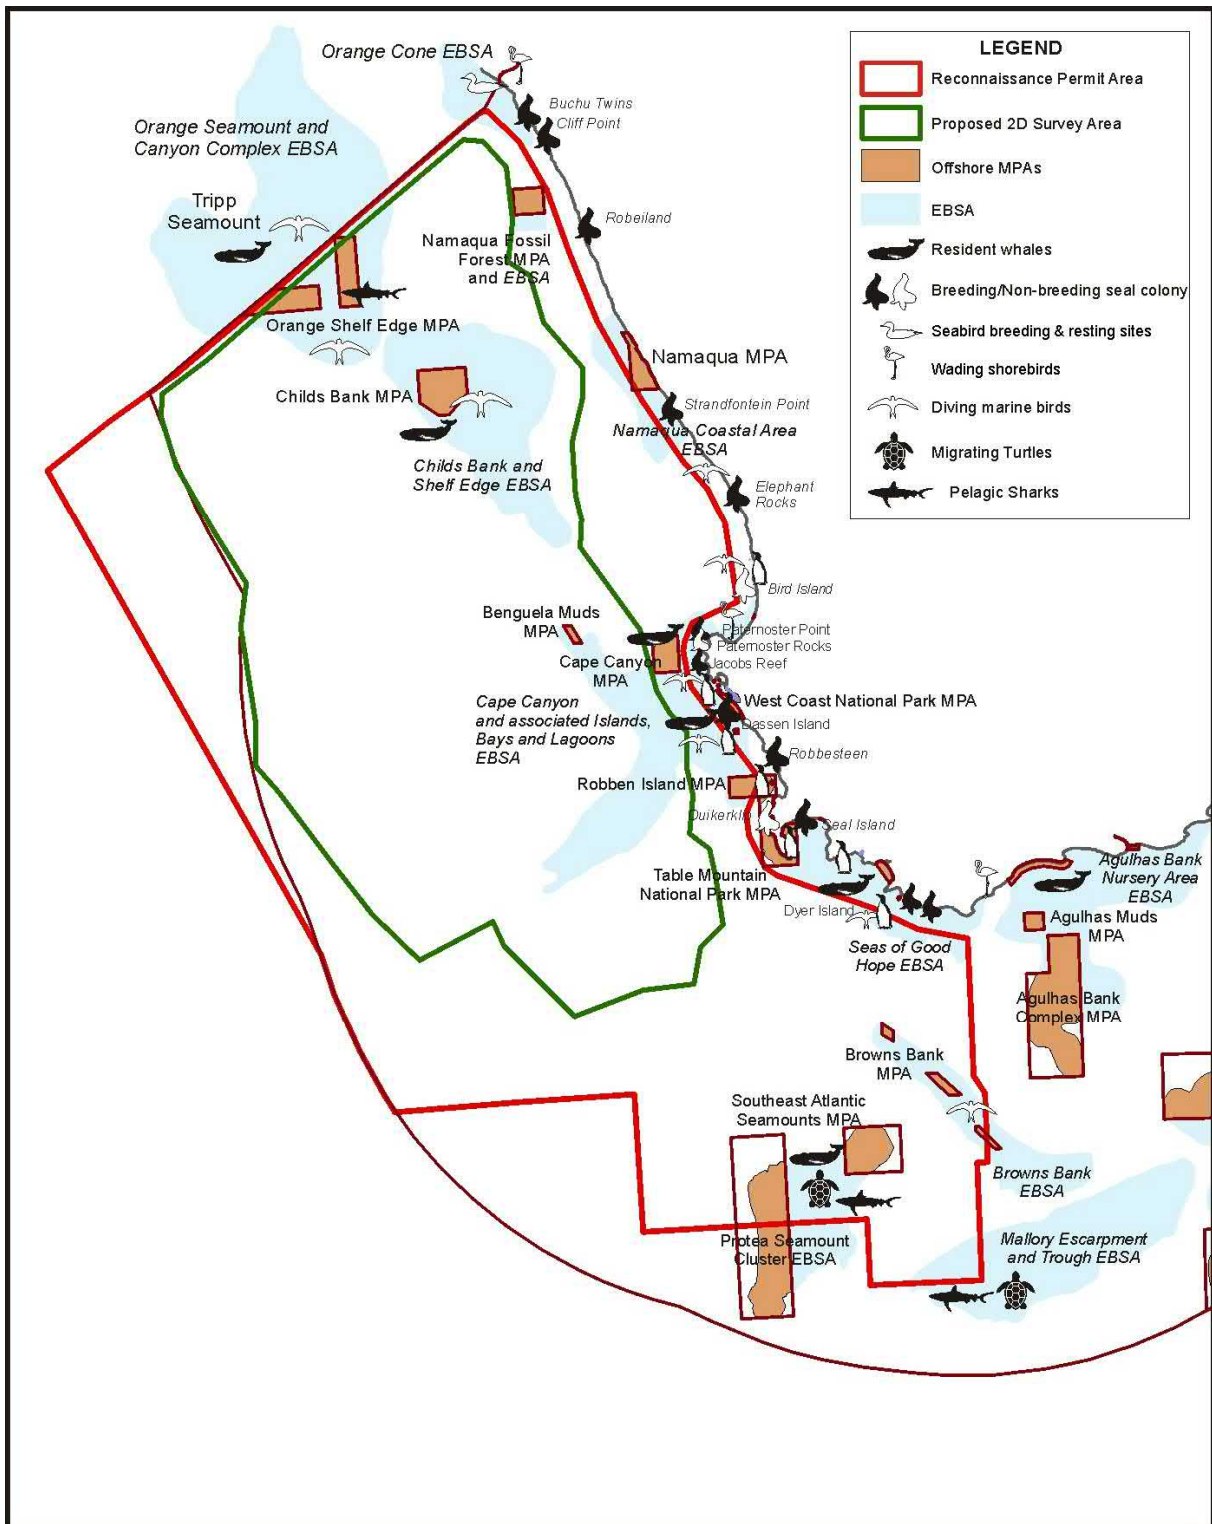 Orange Cone EBSA
Buchu Twins
Cliff Point
Orange Seamount and
Canyon Complex EBSA
Tripp
Seamount
Robeiland
Namaqua Fossil
Forest MPA
and EBSA
Orange Shelf Edge MPA
Namaqua MPA
Childs Bank MPA
Strandfontein Point
Namaqua Coastal Area
EBSA
Childs Bank and
Shelf Edge EBSA
Elephant
Rocks
Bird Island
Benguela Muds
MPA
Paternoster Point
Paternoster Rocks
Jacobs Reef
Cape Canyon
MPA
West Coast National Park MPA
Cape Canyon
and associated Islands,
Bays and Lagoons
EBSA
Dassen Island
Robbesteen
Robben Island MPA
Duikerklip
Seal Island
Table Mountain
National Park MPA
Dyer Island
Seas of Good
Hope EBSA
Agulhas Bank
Nursery Area
EBSA
Agulhas Muds
MPA
Agulhas Bank
Complex MPA
Browns Bank
MPA
Southeast Atlantic
Seamounts MPA
Browns Bank
EBSA
Protea Seamount
Cluster EBSA
Mallory Escarpment
and Trough EBSA
LEGEND
Reconnaissance Permit Area
Proposed 2D Survey Area
Offshore MPAs
EBSA
Resident whales
Breeding/Non-breeding seal colony
Seabird breeding & resting sites
Wading shorebirds
Diving marine birds
Migrating Turtles
Pelagic Sharks